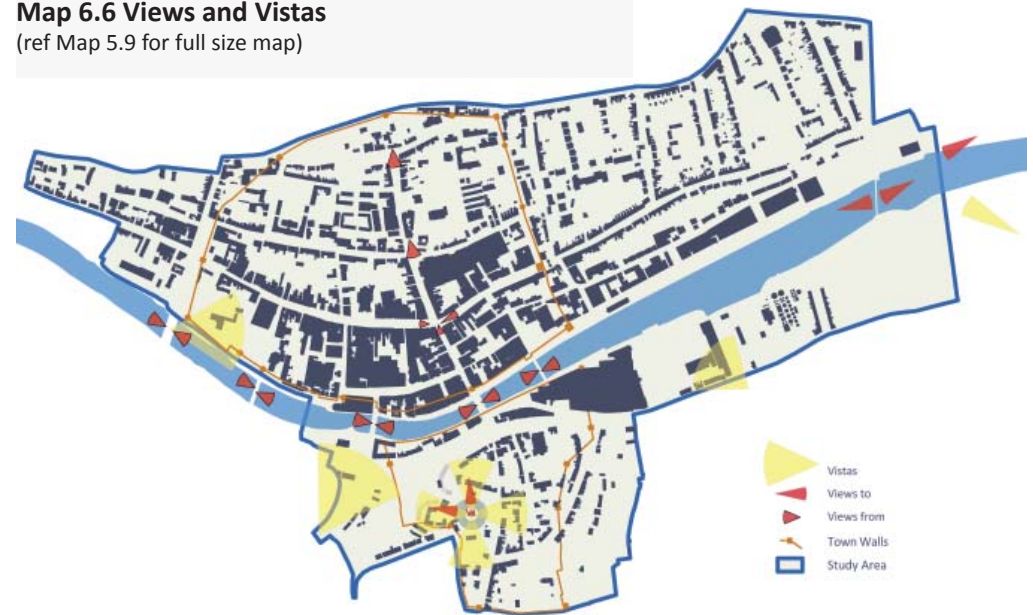 Map 6.6 Views and Vistas
(ref Map 5.9 for full size map)
Vistas
Views to
Views from
Town Walls
Study Area